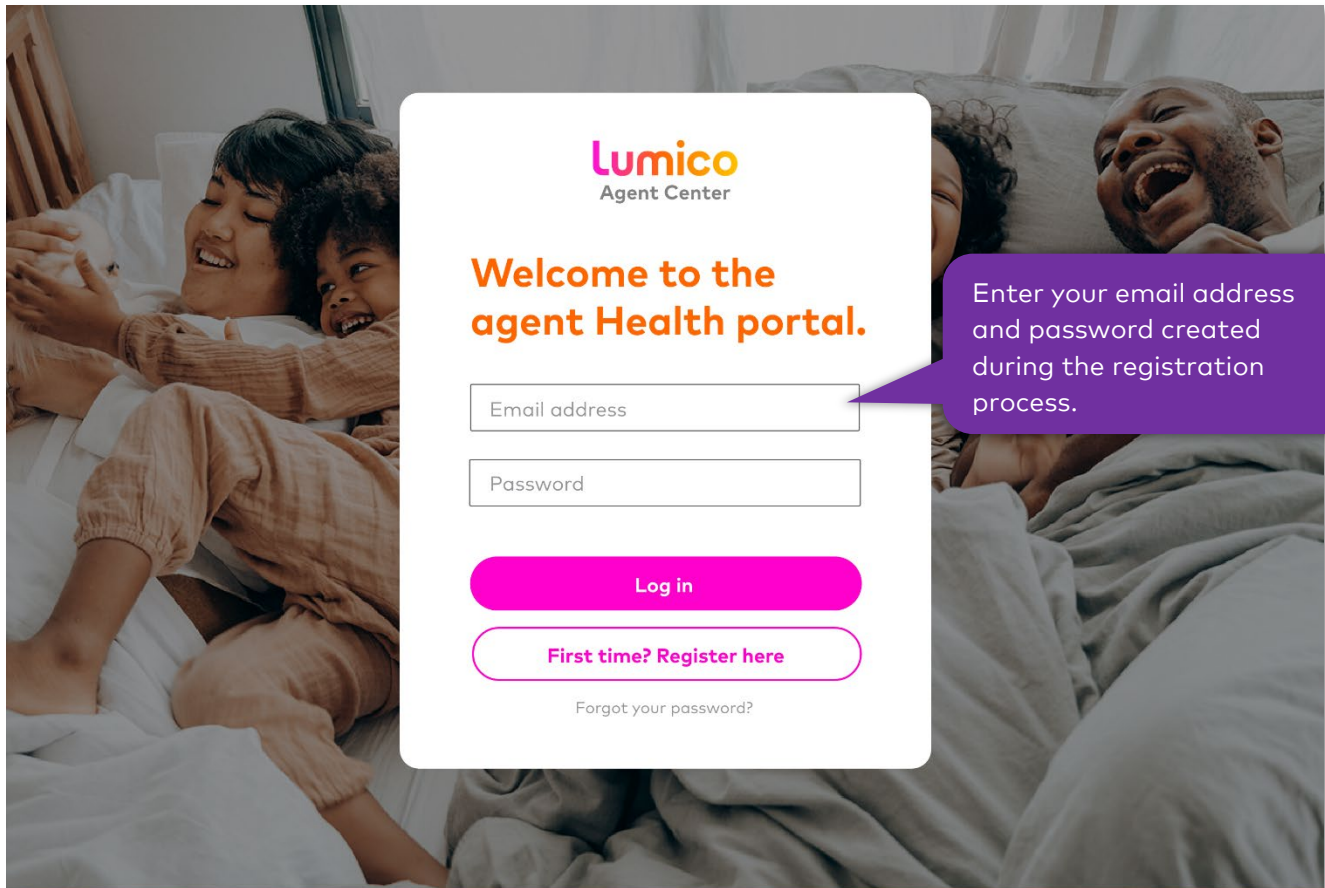 Lumico
Agent Center
Welcome to the
agent Health portal.
Email address
Password
Log in
First time? Register here
Forgot your password?
Enter your email address
and password created
during the registration
process.